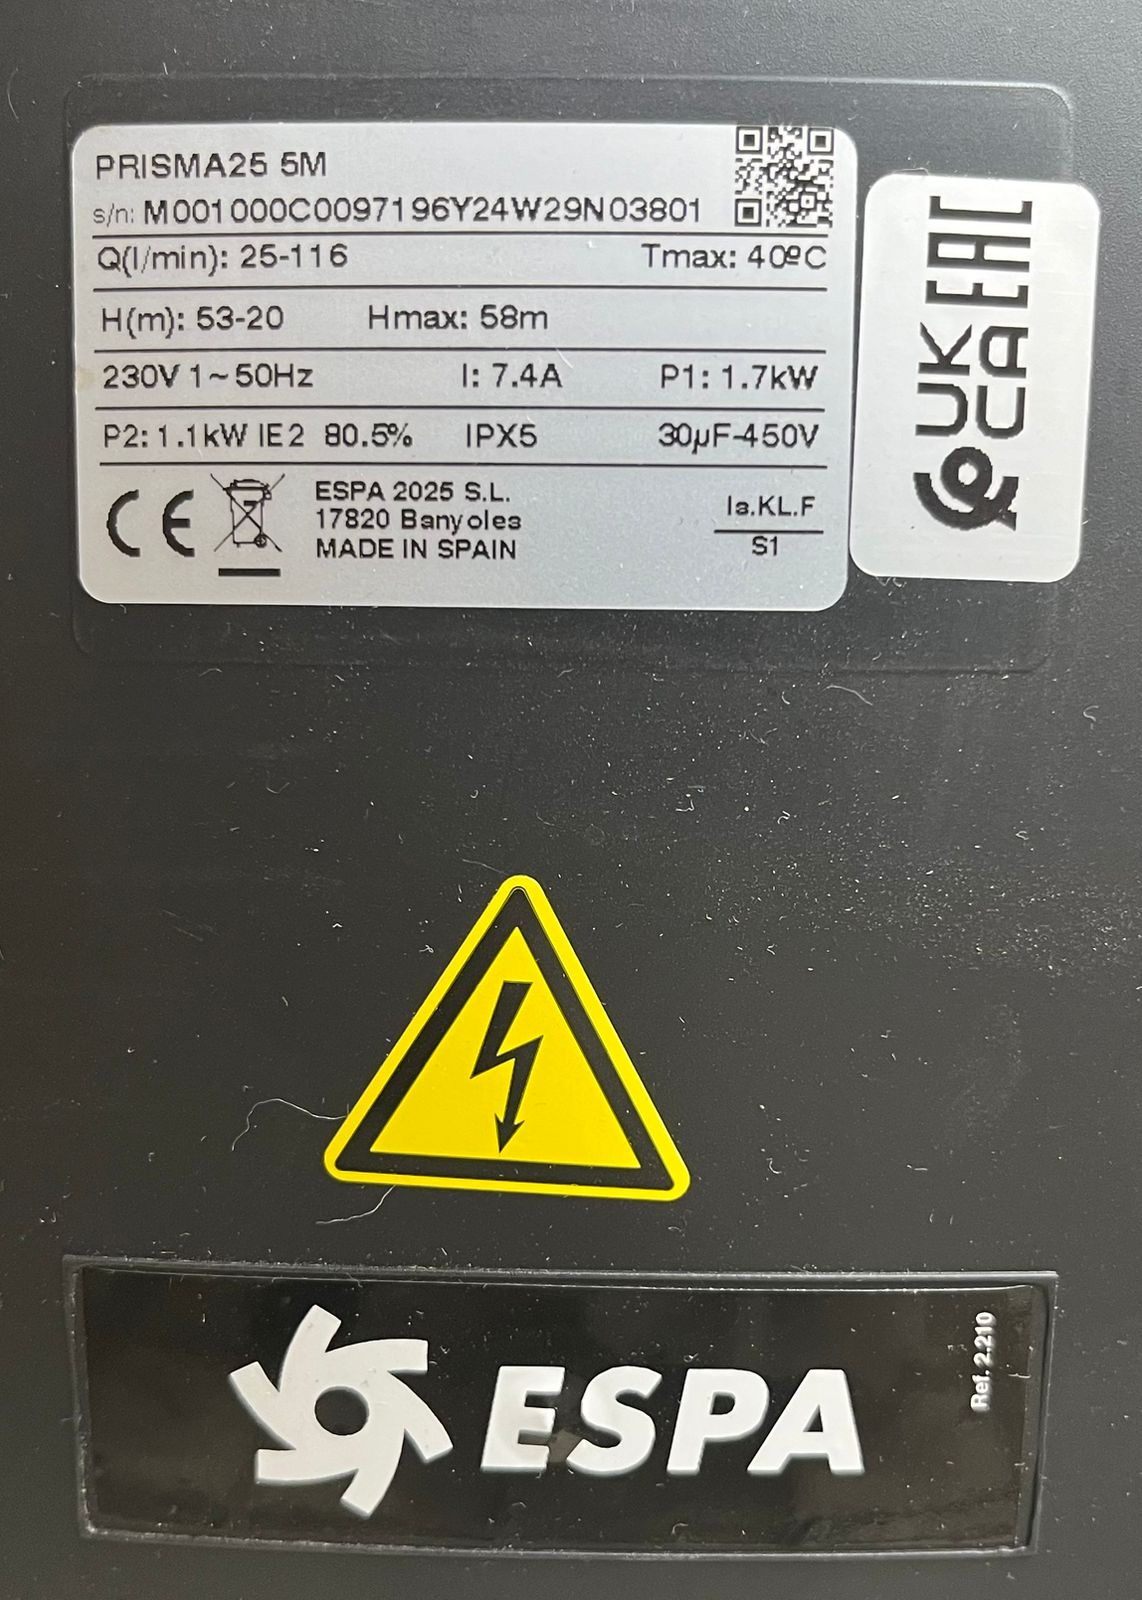 PRISMA25 5M
s/n: M001000C0097196Y24W29N03801
Q(l/min): 25-116 Tmax: 40ºC
H(m): 53-20 Hmax: 58m
230V 1~50Hz I: 7.4A P1: 1.7kW
P2: 1.1kW IE2 80.5% IPX5 30µF-450V
CE
ESPA 2025 S.L.
17820 Banyoles
MADE IN SPAIN
Ia.KL.F
S1
UK
CA
EAC
ESPA
Ref. 2.210